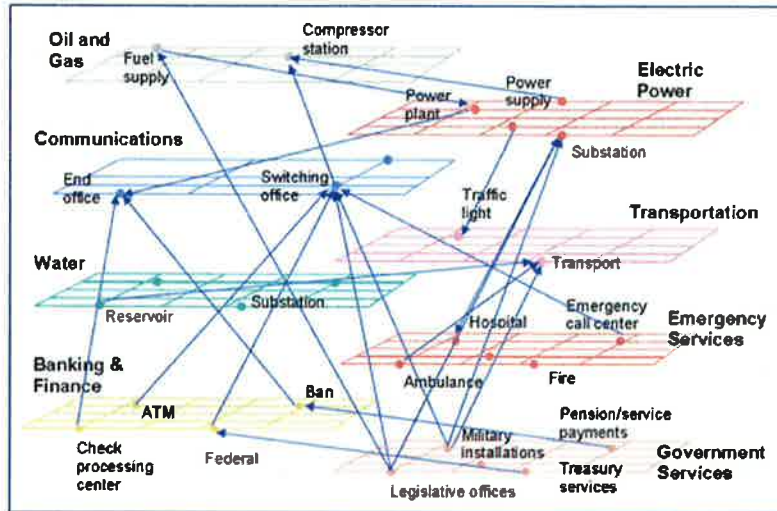 Oil and
Gas
Compressor
station
Fuel
supply
Power
supply
Electric
Power
Power
plant
Communications
Substation
End
office
Switching
office
Traffic
light
Transportation
Water
Transport
Substation
Reservoir
Hosoital
Emergency
call center
Emergency
Services
Banking &
Finance
Ambulance
Fire
ATM
Ban
Pension/service
payments
Check
processing
center
Federal
Military
installations
Treasury
services
Government
Services
Legislative offices